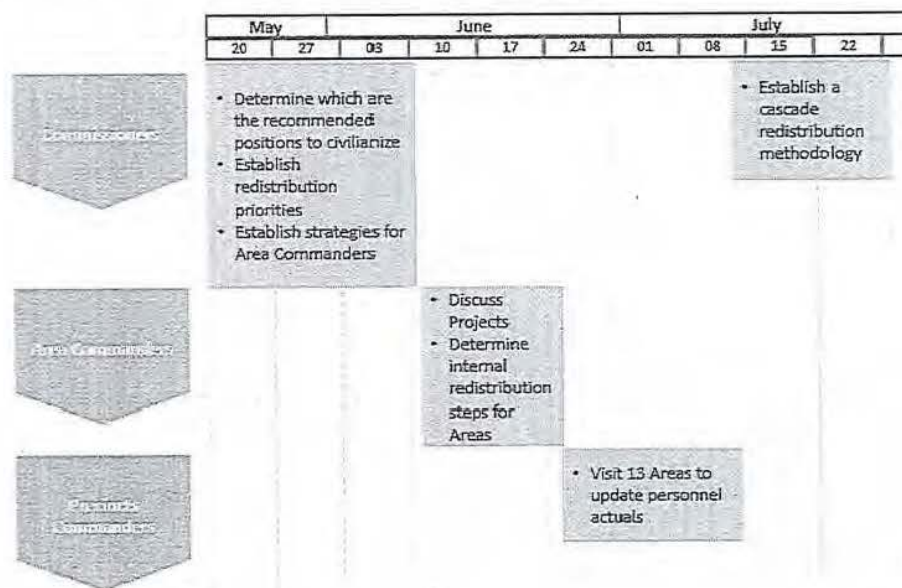 May June July
20 27 03 10 17 24 01 08 15 22
Commissioners
• Determine which are
the recommended
positions to civilianize
• Establish
redistribution
priorities
• Establish strategies for
Area Commanders
• Establish a
cascade
redistribution
methodology
Area Commanders
• Discuss
Projects
• Determine
internal
redistribution
steps for
Areas
Precincts
Commanders
• Visit 13 Areas to
update personnel
actuals